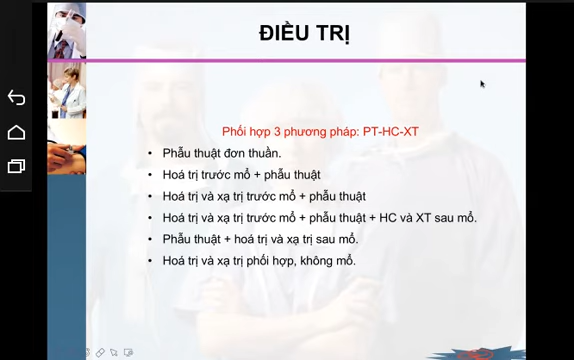 ĐIỀU TRỊ
Phối hợp 3 phương pháp: PT-HC-XT
• Phẫu thuật đơn thuần.
• Hoá trị trước mổ + phẫu thuật
• Hoá trị và xạ trị trước mổ + phẫu thuật
• Hoá trị và xạ trị trước mổ + phẫu thuật + HC và XT sau mổ.
• Phẫu thuật + hoá trị và xạ trị sau mổ.
• Hoá trị và xạ trị phối hợp, không mổ.